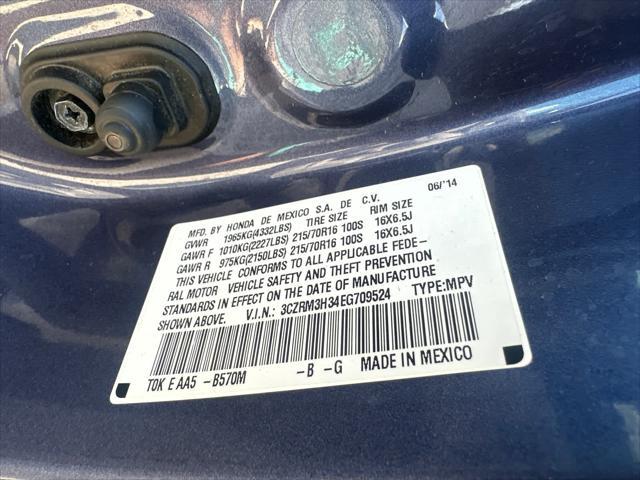 MFD. BY HONDA DE MEXICO S.A. DE C.V. 06/'14
GVWR 1965KG(4332LBS) TIRE SIZE RIM SIZE
GAWR F 1010KG(2227LBS) 215/70R16 100S 16X6.5J
GAWR R 975KG(2150LBS) 215/70R16 100S 16X6.5J
THIS VEHICLE CONFORMS TO ALL APPLICABLE FEDE-
RAL MOTOR VEHICLE SAFETY AND THEFT PREVENTION
STANDARDS IN EFFECT ON THE DATE OF MANUFACTURE
SHOWN ABOVE. V.I.N.: 3CZRM3H34EG709524 TYPE:MPV
T0K E AA5 -B570M -B -G MADE IN MEXICO